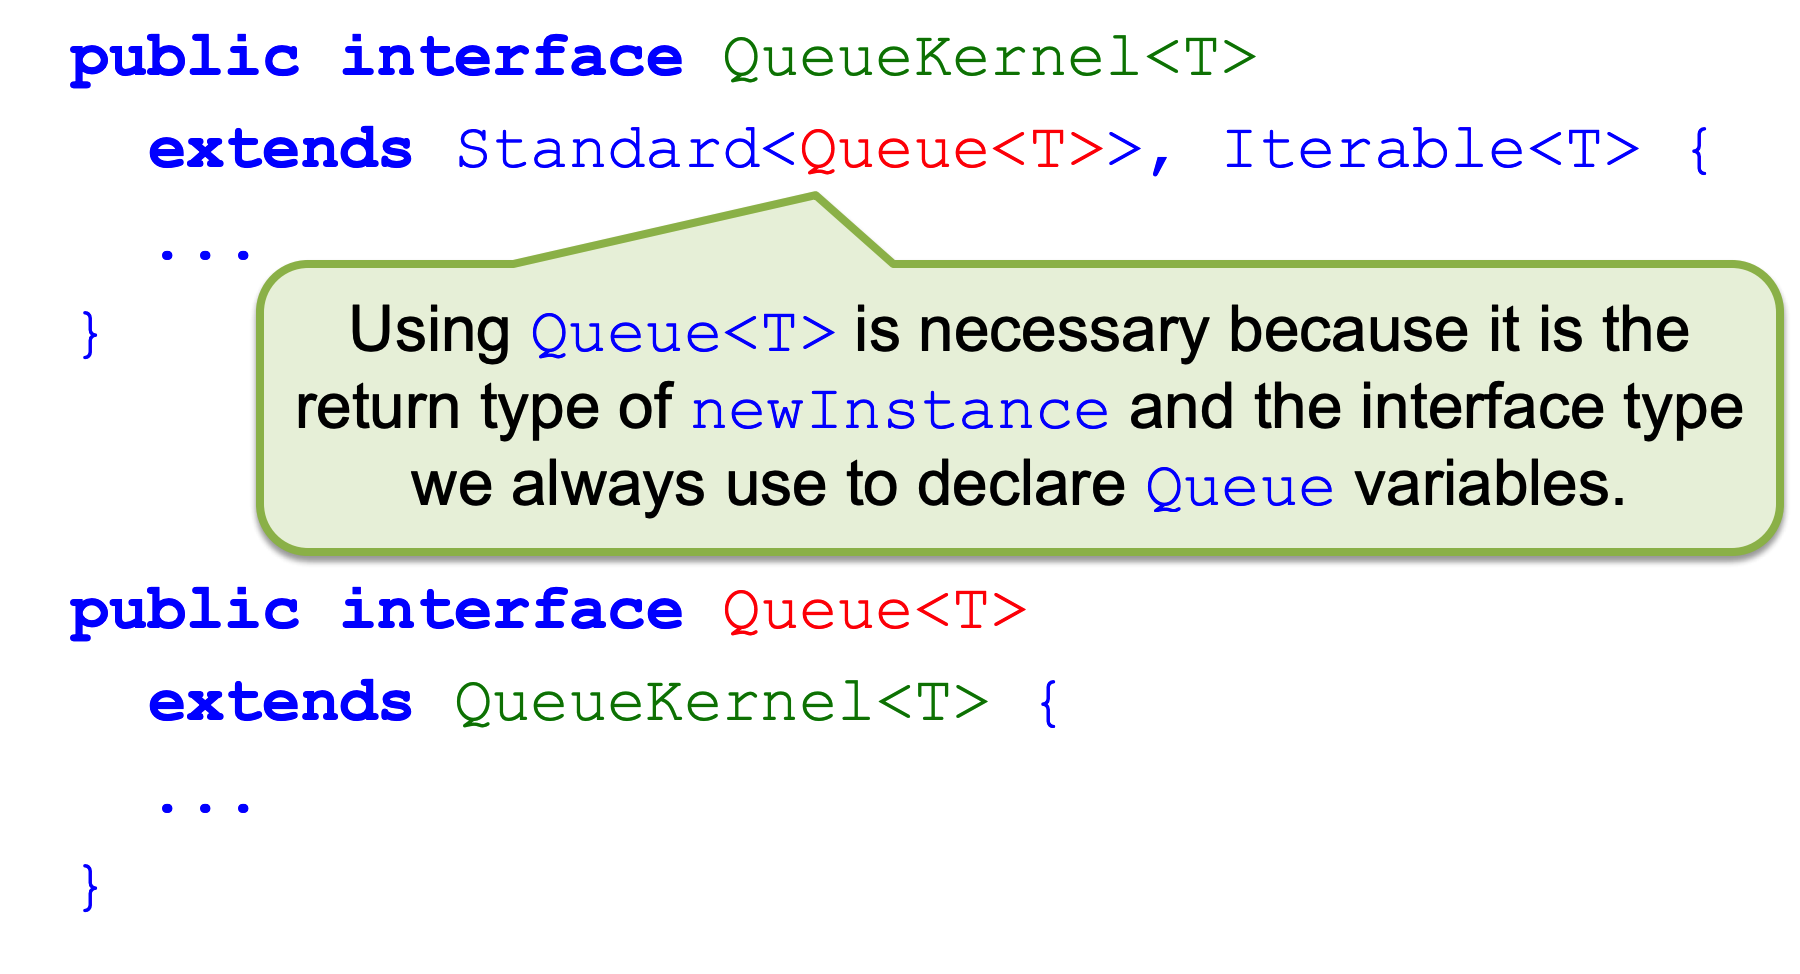 public interface QueueKernel<T>
extends Standard<Queue<T>>, Iterable<T> {
...
}
Using Queue<T> is necessary because it is the
return type of newInstance and the interface type
we always use to declare Queue variables.
public interface Queue<T>
extends QueueKernel<T> {
...
}